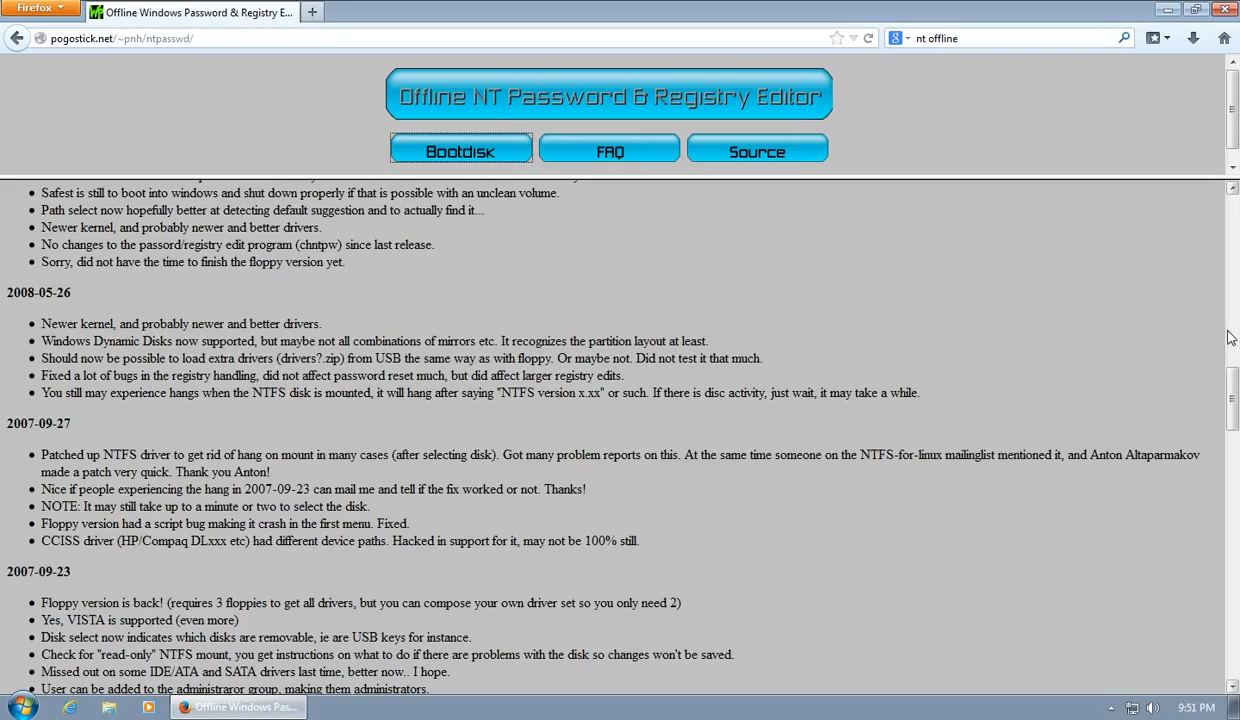 Firefox
Offline Windows Password & Registry E...
pogostick.net/~pnh/ntpasswd/
nt offline
Offline NT Password & Registry Editor
Bootdisk
FAQ
Source
Safest is still to boot into windows and shut down properly if that is possible with an unclean volume.
Path select now hopefully better at detecting default suggestion and to actually find it...
Newer kernel, and probably newer and better drivers.
No changes to the passord/registry edit program (chntpw) since last release.
Sorry, did not have the time to finish the floppy version yet.
2008-05-26
Newer kernel, and probably newer and better drivers.
Windows Dynamic Disks now supported, but maybe not all combinations of mirrors etc. It recognizes the partition layout at least.
Should now be possible to load extra drivers (drivers?.zip) from USB the same way as with floppy. Or maybe not. Did not test it that much.
Fixed a lot of bugs in the registry handling, did not affect password reset much, but did affect larger registry edits.
You still may experience hangs when the NTFS disk is mounted, it will hang after saying "NTFS version x.xx" or such. If there is disc activity, just wait, it may take a while.
2007-09-27
Patched up NTFS driver to get rid of hang on mount in many cases (after selecting disk). Got many problem reports on this. At the same time someone on the NTFS-for-linux mailinglist mentioned it, and Anton Altaparmakov
made a patch very quick. Thank you Anton!
Nice if people experiencing the hang in 2007-09-23 can mail me and tell if the fix worked or not. Thanks!
NOTE: It may still take up to a minute or two to select the disk.
Floppy version had a script bug making it crash in the first menu. Fixed.
CCISS driver (HP/Compaq DLxxx etc) had different device paths. Hacked in support for it, may not be 100% still.
2007-09-23
Floppy version is back! (requires 3 floppies to get all drivers, but you can compose your own driver set so you only need 2)
Yes, VISTA is supported (even more)
Disk select now indicates which disks are removable, ie are USB keys for instance.
Check for "read-only" NTFS mount, you get instructions on what to do if there are problems with the disk so changes won't be saved.
Missed out on some IDE/ATA and SATA drivers last time, better now.. I hope.
User can be added to the administraror group, making them administrators.
Offline Windows Pas...
9:51 PM